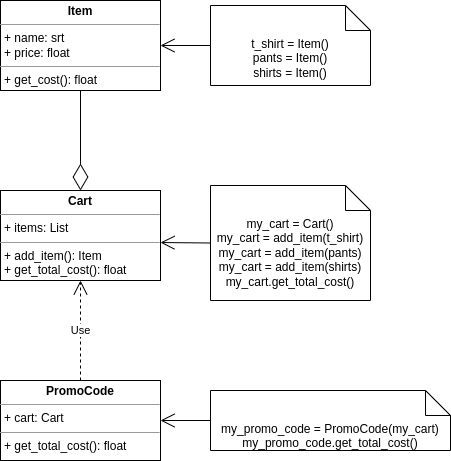 Item
+ name: srt
+ price: float
+ get_cost(): float
t_shirt = Item()
pants = Item()
shirts = Item()
Cart
+ items: List
+ add_item(): Item
+ get_total_cost(): float
my_cart = Cart()
my_cart = add_item(t_shirt)
my_cart = add_item(pants)
my_cart = add_item(shirts)
my_cart.get_total_cost()
Use
PromoCode
+ cart: Cart
+ get_total_cost(): float
my_promo_code = PromoCode(my_cart)
my_promo_code.get_total_cost()